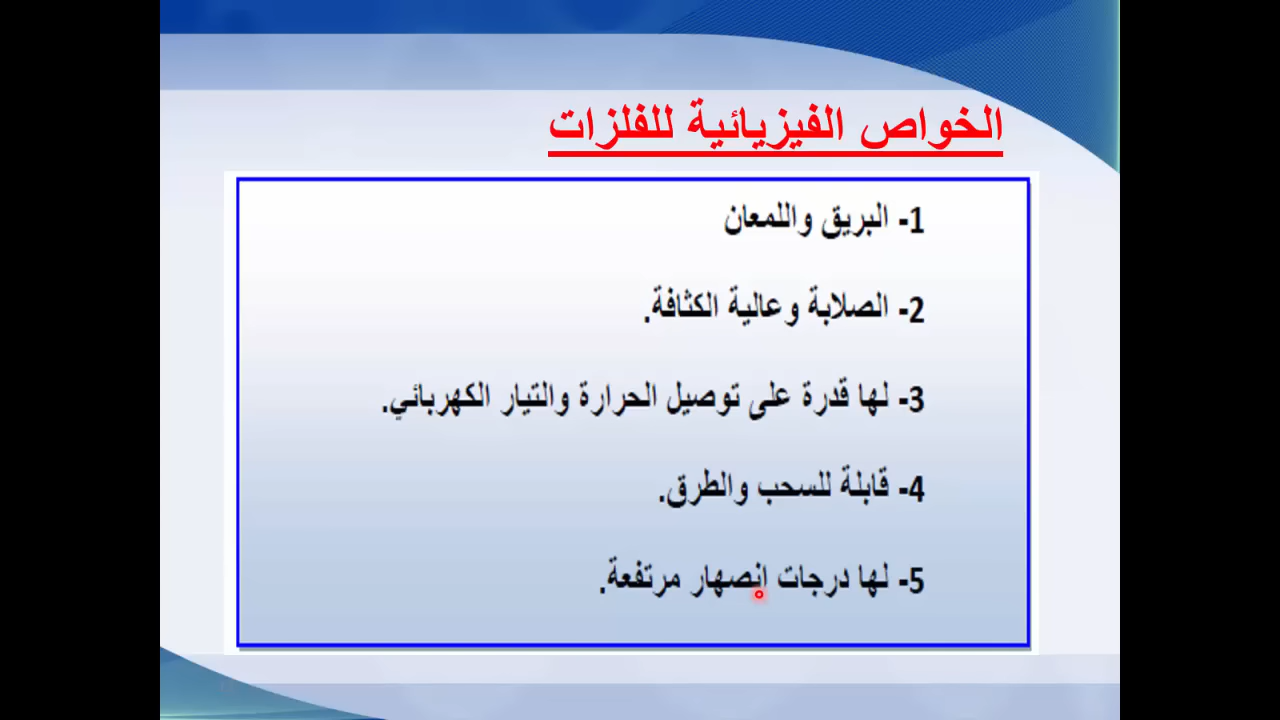 الخواص الفيزيائية للفلزات
1- البريق واللمعان
2- الصلابة وعالية الكثافة.
3- لها قدرة على توصيل الحرارة والتيار الكهربائي.
4- قابلة للسحب والطرق.
5- لها درجات انصهار مرتفعة.